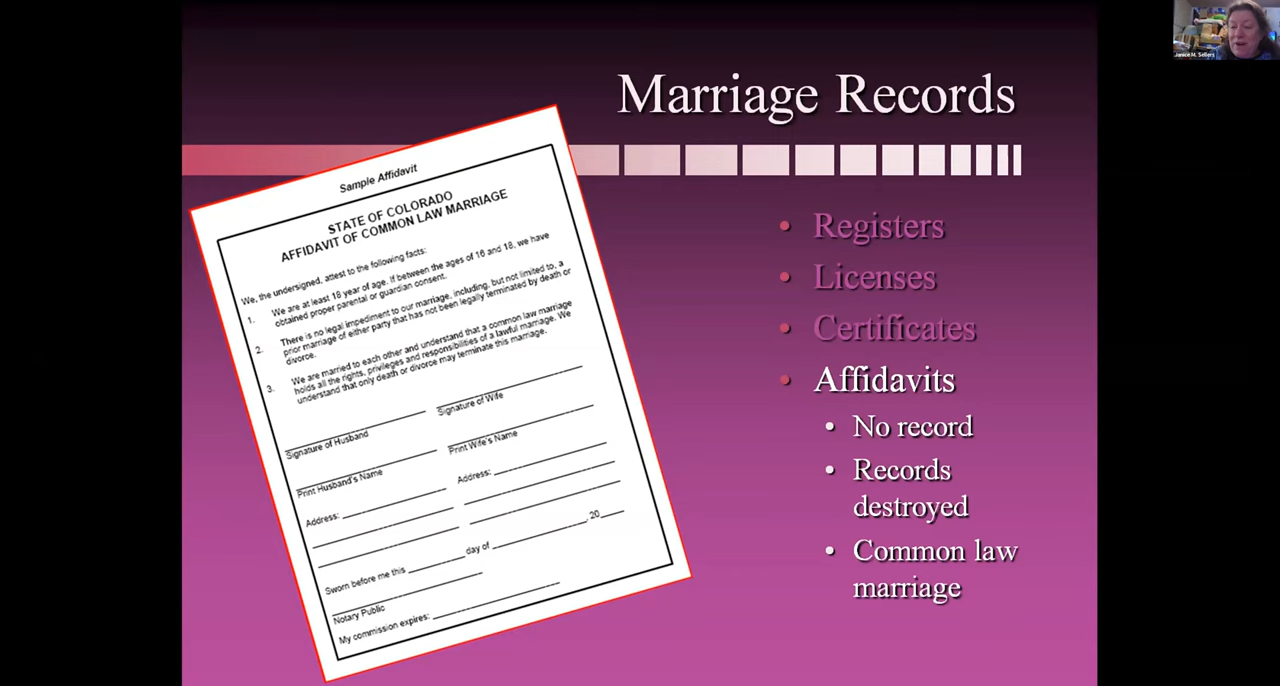 Marriage Records
Sample Affidavit
STATE OF COLORADO
AFFIDAVIT OF COMMON LAW MARRIAGE
We, the undersigned, attest to the following facts:
1. We are at least 18 year of age. If between the ages of 16 and 18, we have
obtained proper parental or guardian consent.
2. There is no legal impediment to our marriage, including, but not limited to, a
prior marriage of either party that has not been legally terminated by death or
divorce.
3. We are married to each other and understand that a common law marriage
holds all the rights, privileges and responsibilities of a lawful marriage. We
understand that only death or divorce may terminate this marriage.
Signature of Husband Signature of Wife
Print Husband's Name Print Wife's Name
Address: Address:
Sworn before me this day of , 20
Notary Public
My commission expires:
• Registers
• Licenses
• Certificates
• Affidavits
• No record
• Records
destroyed
• Common law
marriage
Janice M. Sellers